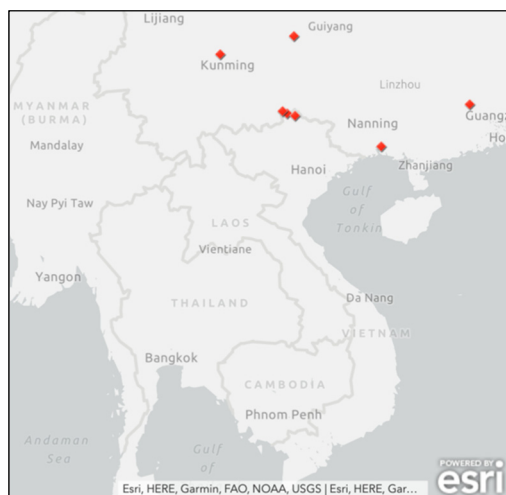 Lijiang
Guiyang
Kunming
Linzhou
MYANMAR
(BURMA)
Guangz
Nanning
Ho
Mandalay
Hanoi
Zhanjiang
Gulf
of
Tonkin
Nay Pyi Taw
LAOS
Vientiane
Yangon
THAILAND
Da Nang
VIETNAM
Bangkok
CAMBODIA
Phnom Penh
Andaman
Sea
Gulf
of
POWERED BY
esri
Esri, HERE, Garmin, FAO, NOAA, USGS | Esri, HERE, Gar...